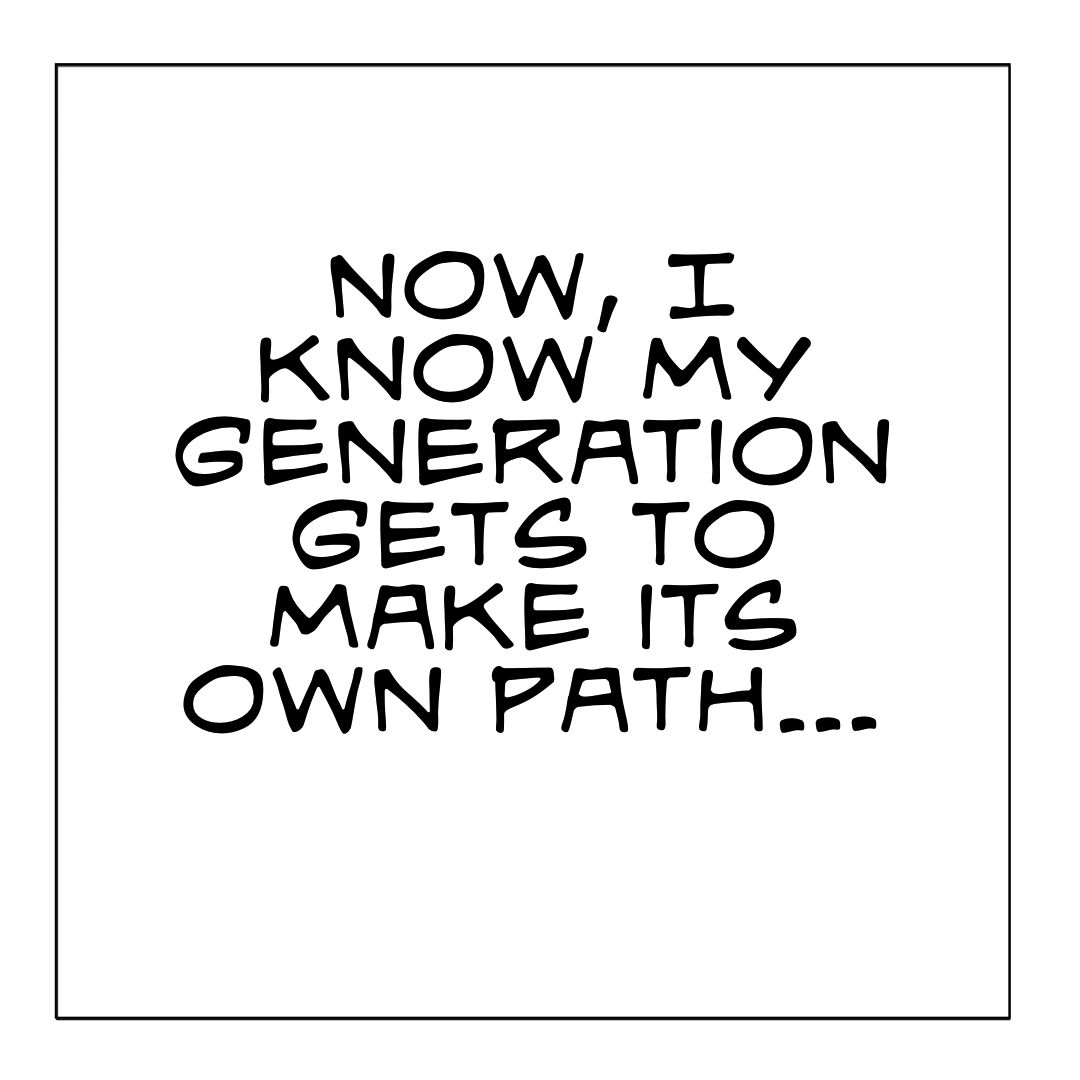 NOW, I
KNOW MY
GENERATION
GETS TO
MAKE ITS
OWN PATH...